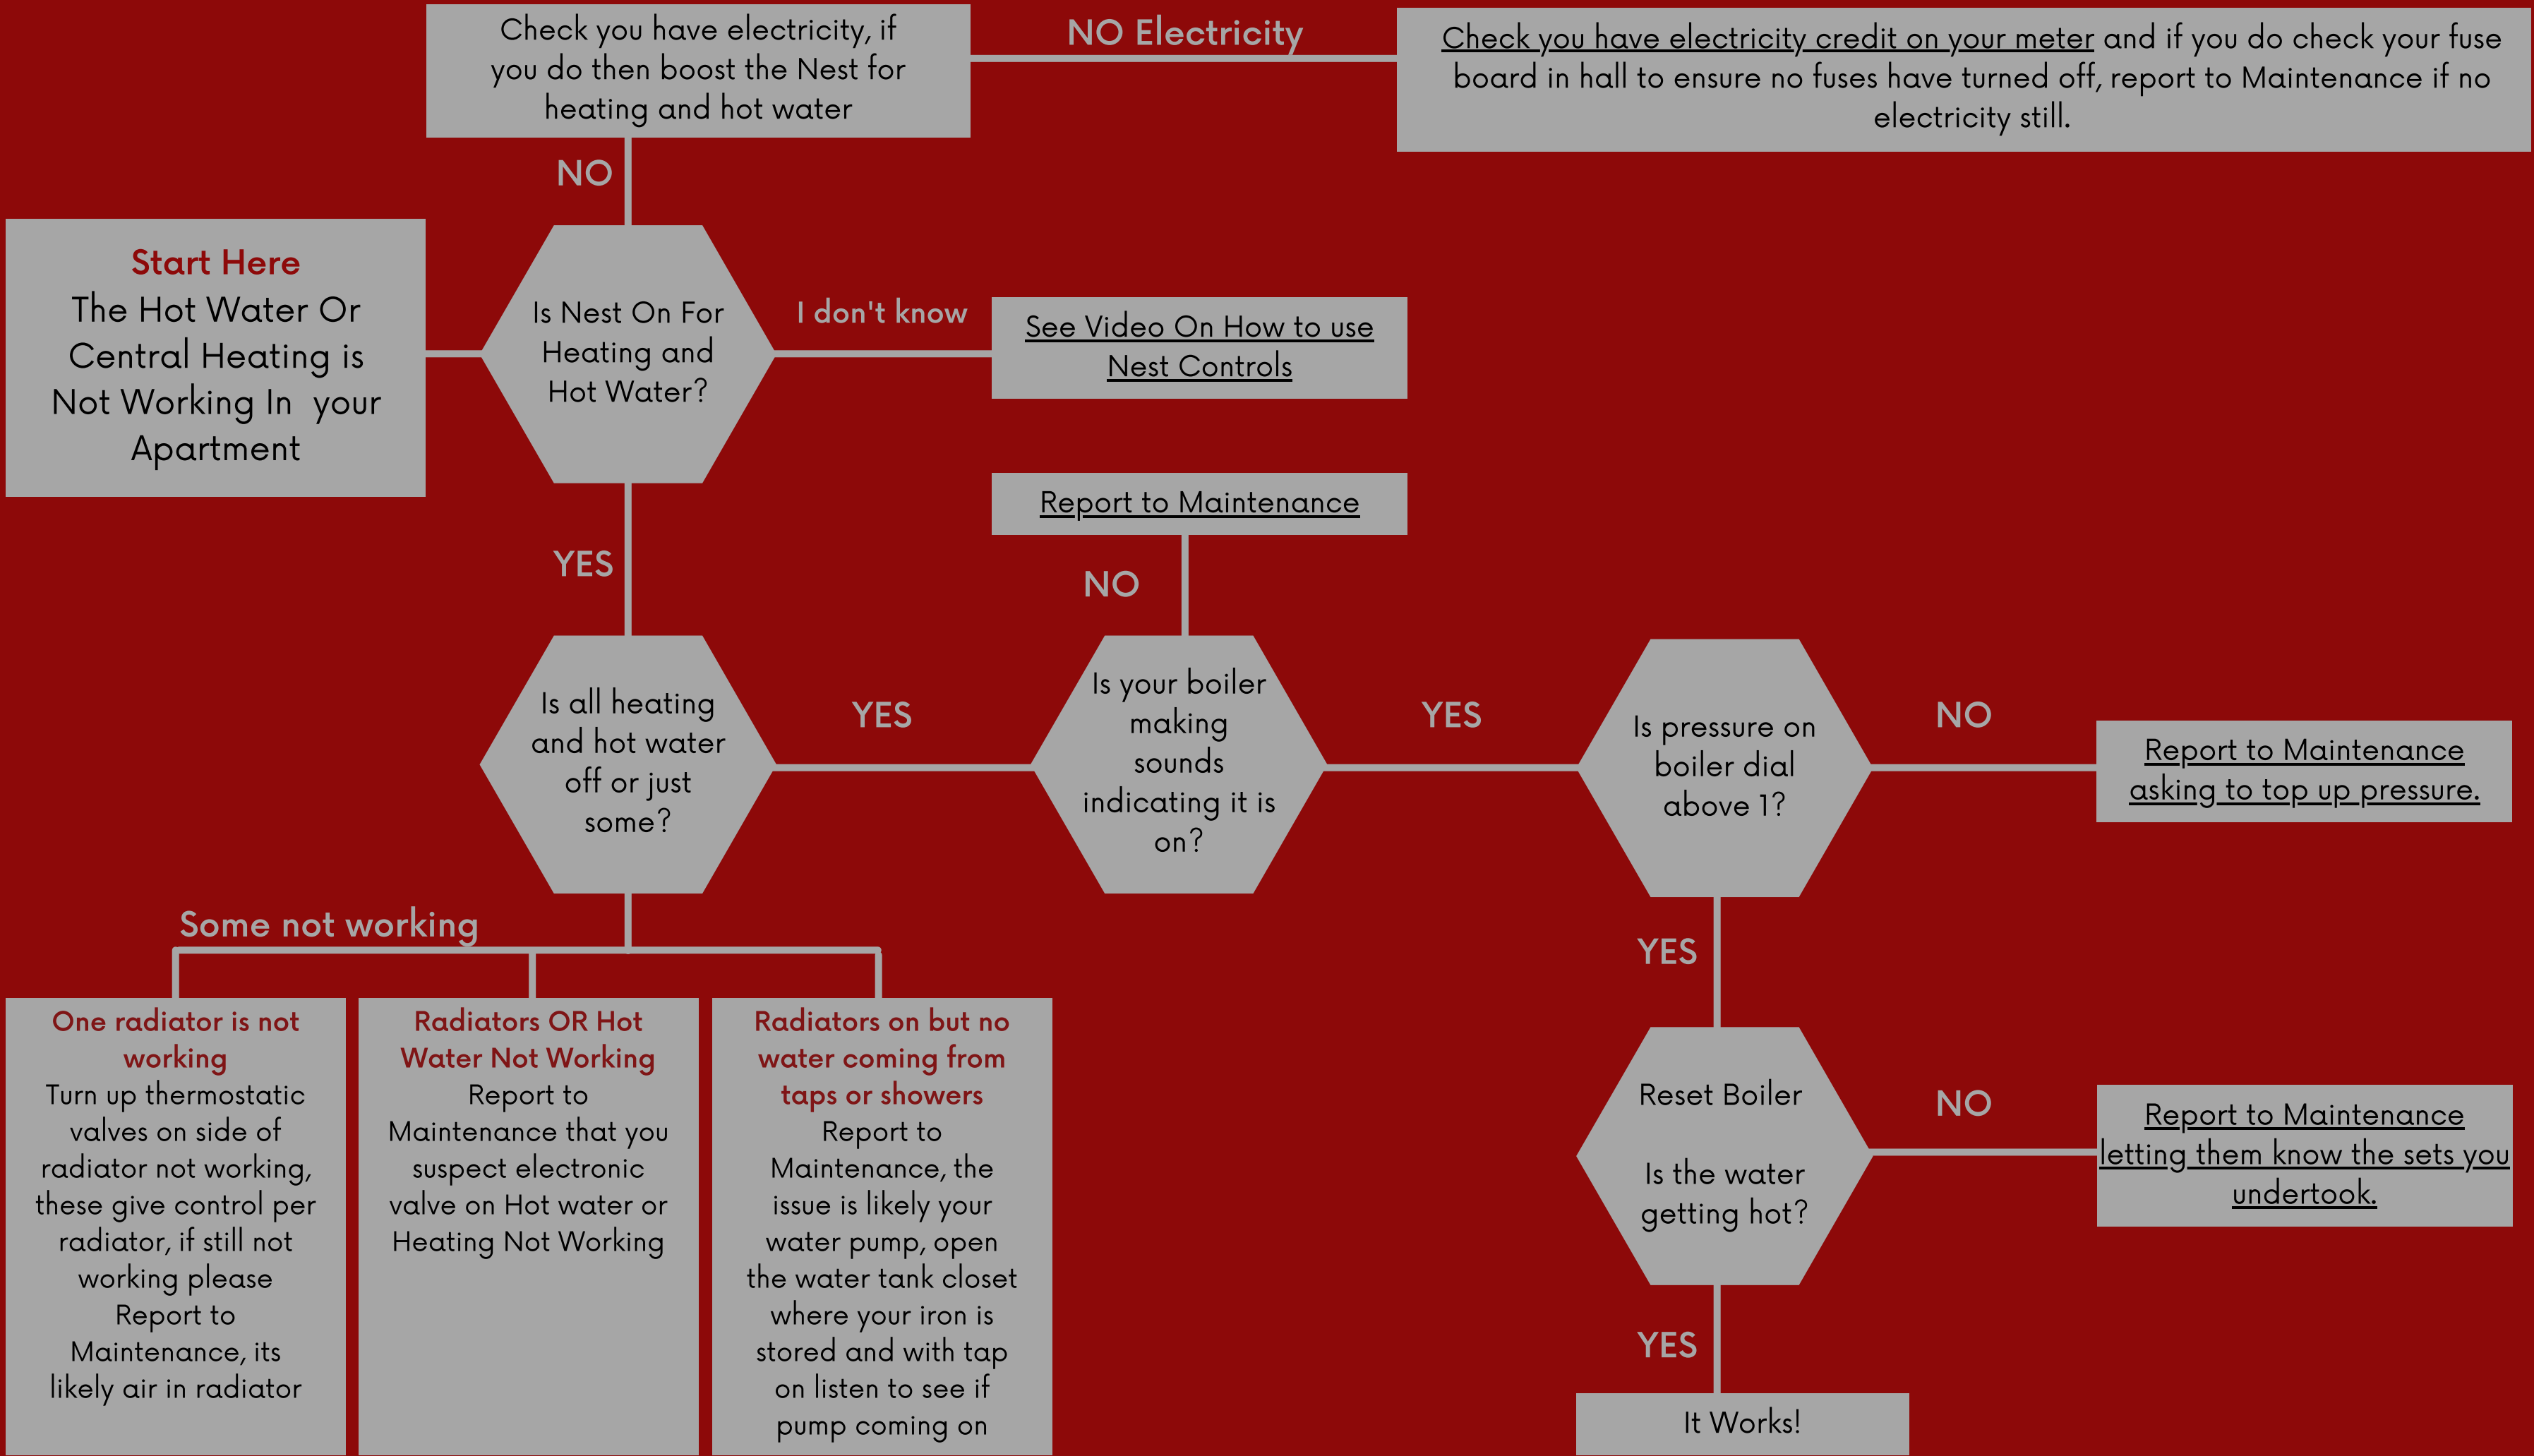 Check you have electricity, if
you do then boost the Nest for
heating and hot water
NO Electricity
Check you have electricity credit on your meter and if you do check your fuse
board in hall to ensure no fuses have turned off, report to Maintenance if no
electricity still.
NO
Start Here
The Hot Water Or
Central Heating is
Not Working In  your
Apartment
Is Nest On For
Heating and
Hot Water?
I don't know
See Video On How to use
Nest Controls
YES
Report to Maintenance
NO
Is all heating
and hot water
off or just
some?
YES
Is your boiler
making
sounds
indicating it is
on?
YES
Is pressure on
boiler dial
above 1?
NO
Report to Maintenance
asking to top up pressure.
Some not working
One radiator is not
working
Turn up thermostatic
valves on side of
radiator not working,
these give control per
radiator, if still not
working please
Report to
Maintenance, its
likely air in radiator
Radiators OR Hot
Water Not Working
Report to
Maintenance that you
suspect electronic
valve on Hot water or
Heating Not Working
Radiators on but no
water coming from
taps or showers
Report to
Maintenance, the
issue is likely your
water pump, open
the water tank closet
where your iron is
stored and with tap
on listen to see if
pump coming on
YES
Reset Boiler
Is the water
getting hot?
NO
Report to Maintenance
letting them know the sets you
undertook.
YES
It Works!